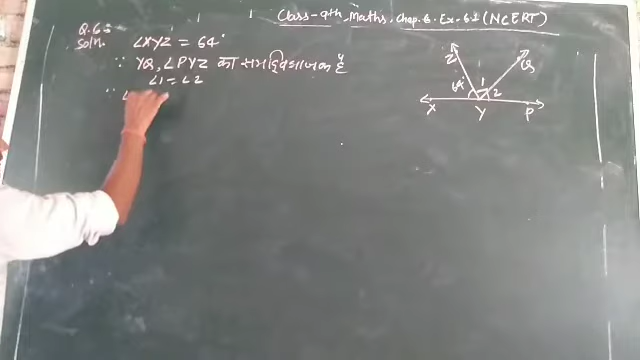 Class-9th, Maths, Chap. 6, Ex-6.1 (NCERT)
Q.6:
Soln.
∠XYZ = 64°
∵ YQ, ∠PYZ का समद्विभाजक है
∠1 = ∠2
∵ ∠
Z
Q
64°
1
2
X
Y
P